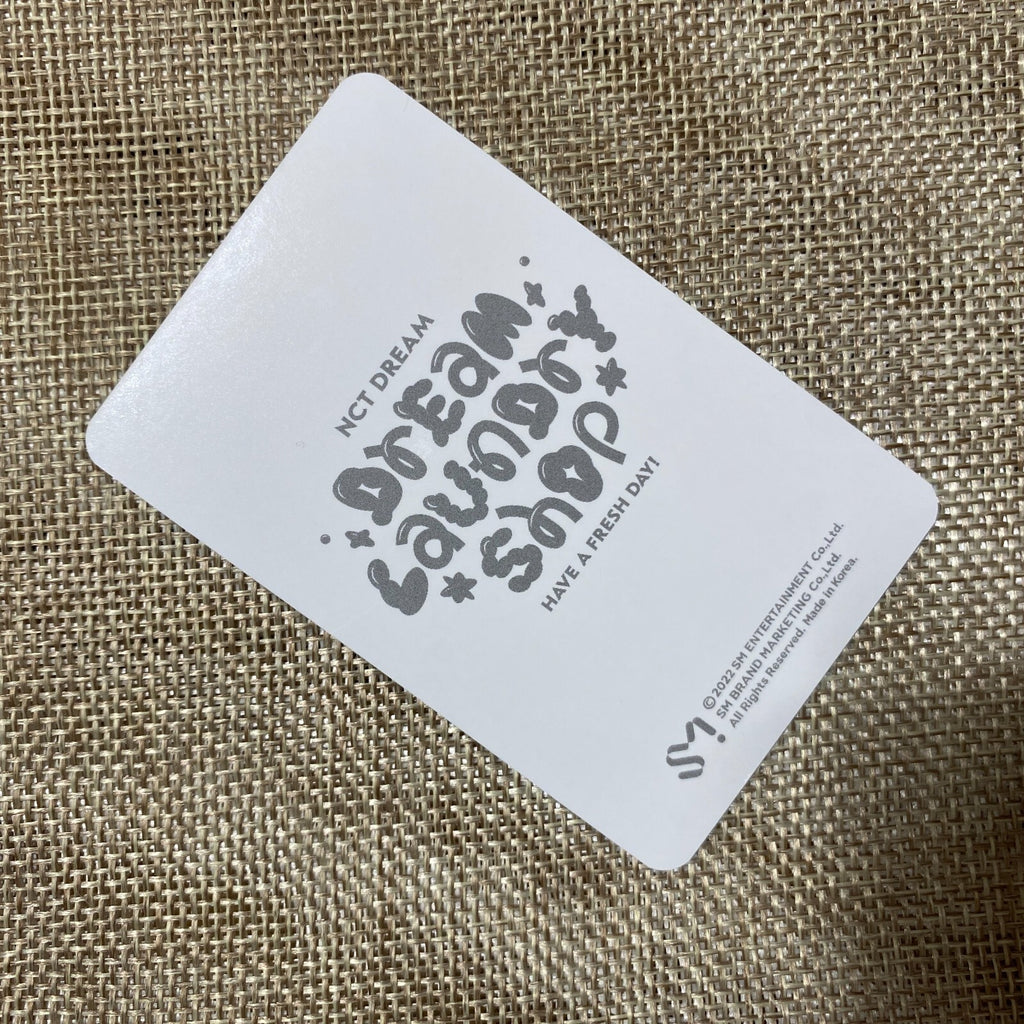 NCT DREAM
DrEam
LaunDry
ShOp
HAVE A FRESH DAY!
SM
©2022 SM ENTERTAINMENT Co.,Ltd.
SM BRAND MARKETING Co.,Ltd.
All Rights Reserved. Made in Korea.